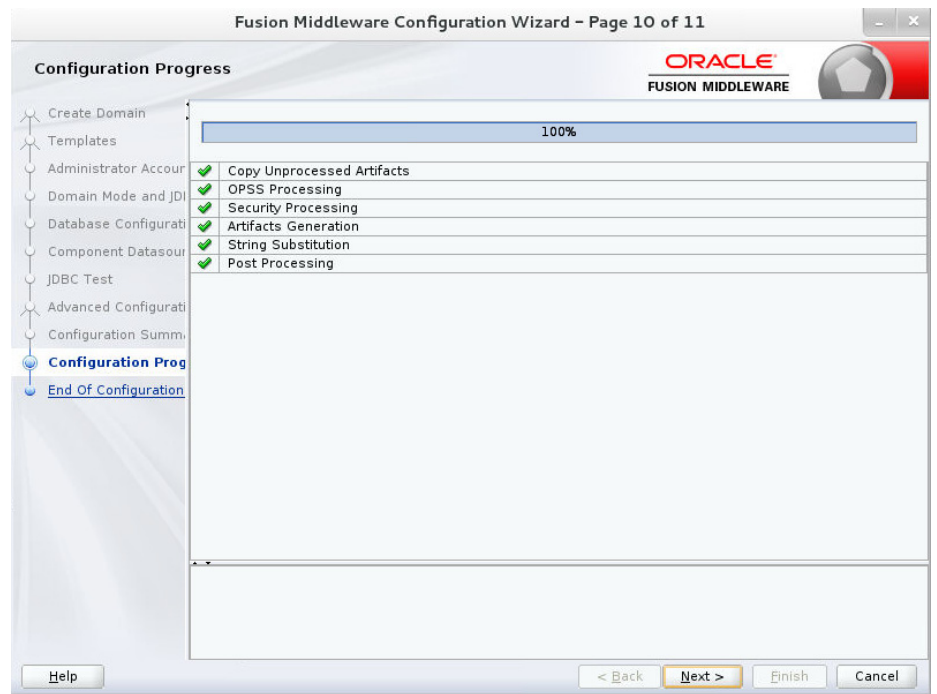 Fusion Middleware Configuration Wizard – Page 10 of 11
Configuration Progress
ORACLE
FUSION MIDDLEWARE
Create Domain
Templates
Administrator Accour
Domain Mode and JDI
Database Configurati
Component Datasour
JDBC Test
Advanced Configurati
Configuration Summ
Configuration Prog
End Of Configuration
100%
Copy Unprocessed Artifacts
OPSS Processing
Security Processing
Artifacts Generation
String Substitution
Post Processing
Help
< Back
Next >
Finish
Cancel